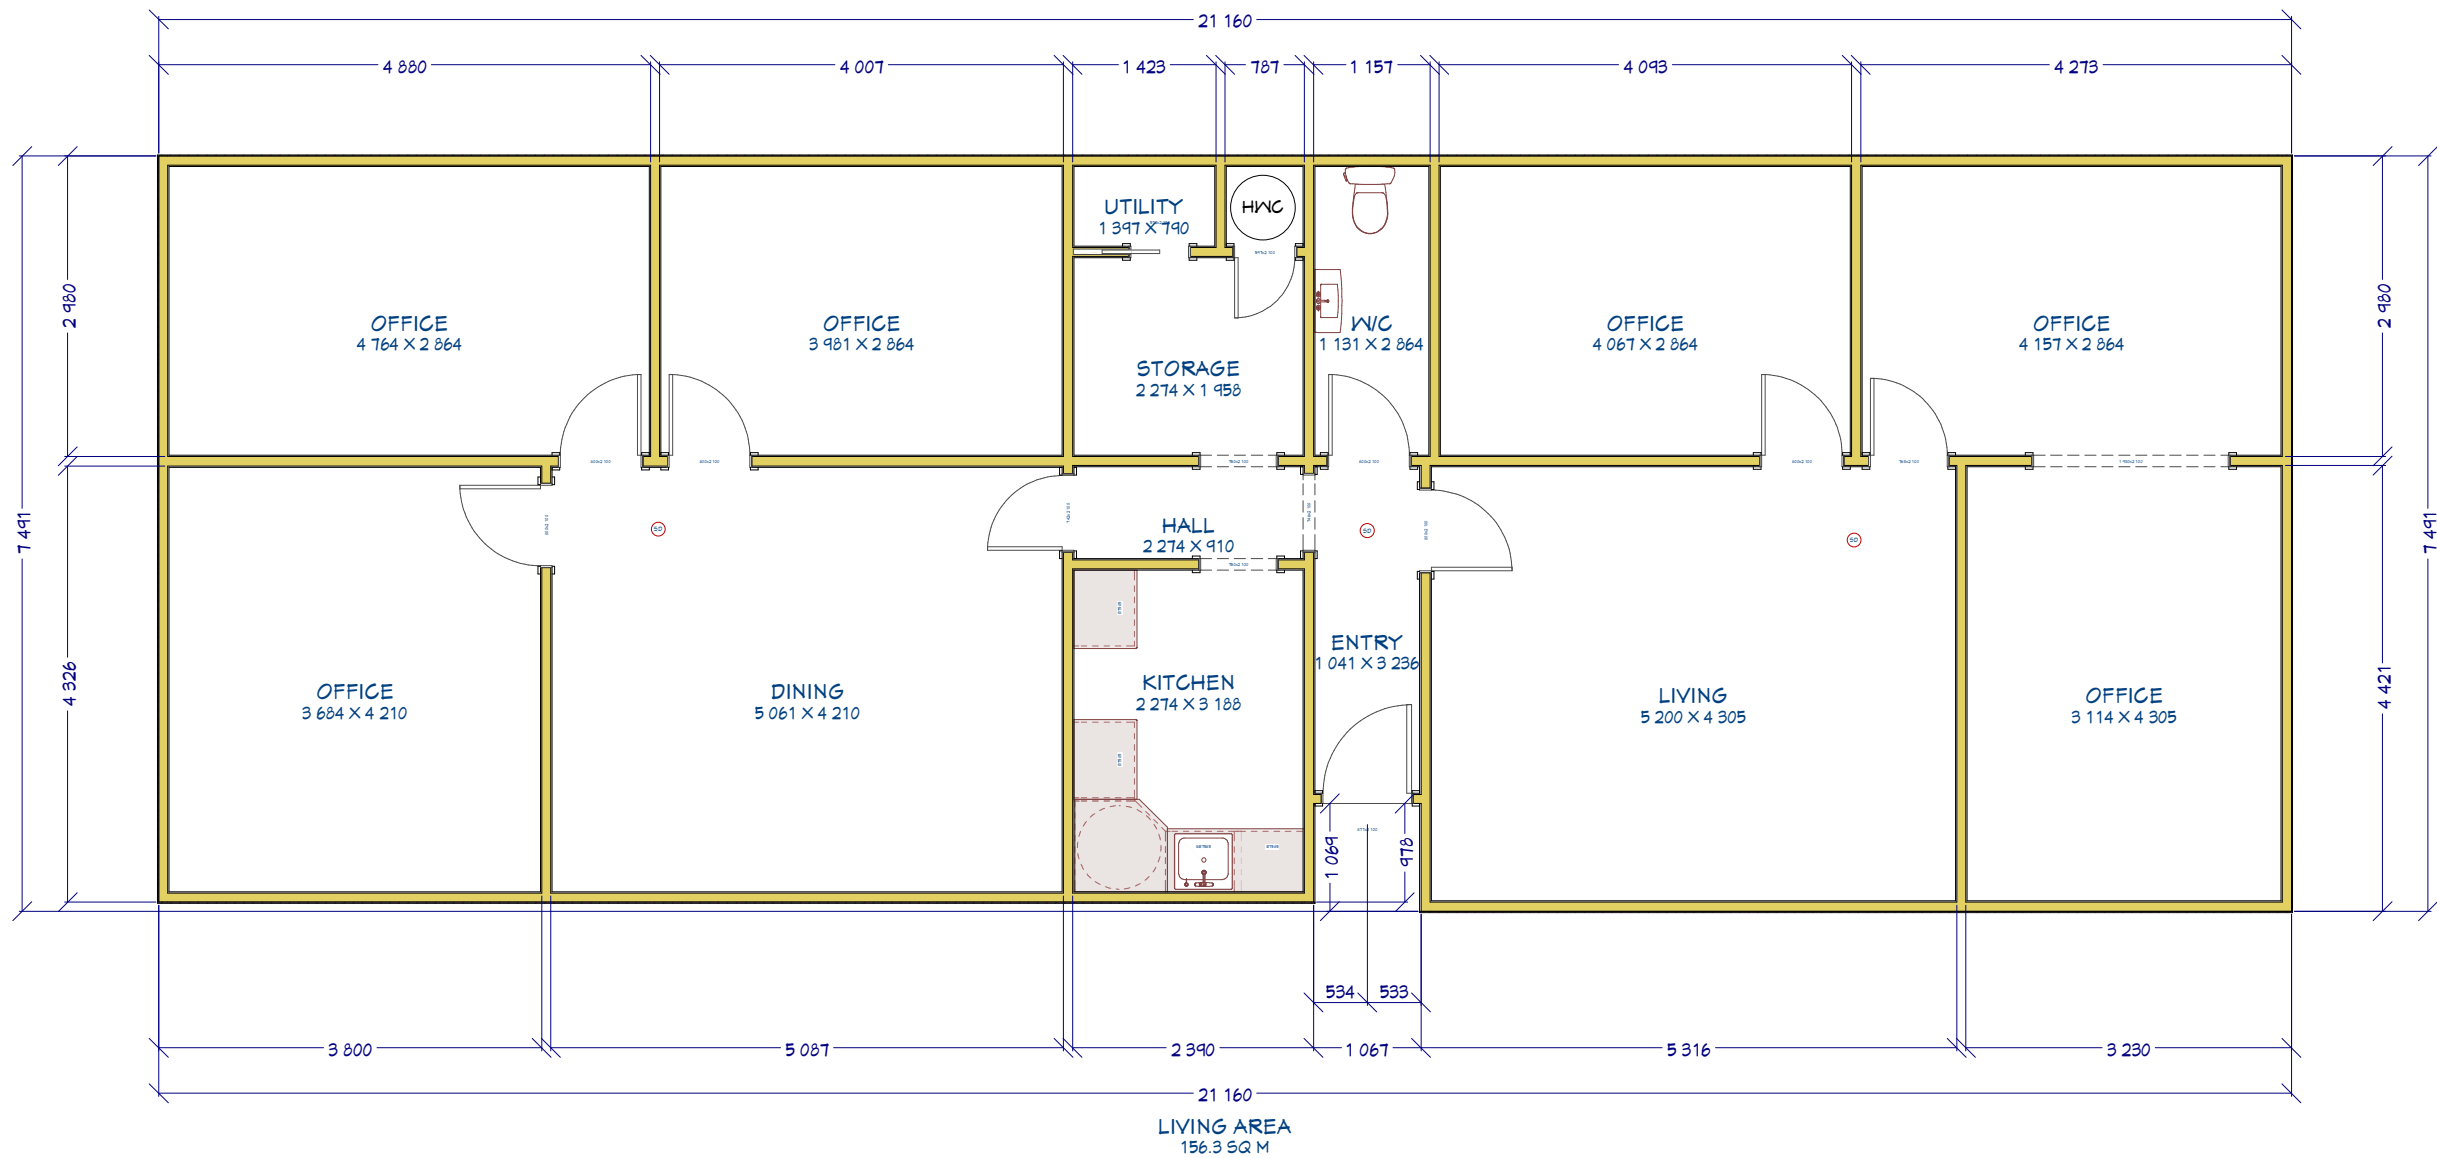 21 160
4 880
4 007
1 423
787
1 157
4 093
4 273
UTILITY
1 397 X 790
HWC
OFFICE
4 764 X 2 864
OFFICE
3 981 X 2 864
STORAGE
2 274 X 1 958
W/C
1 131 X 2 864
OFFICE
4 067 X 2 864
OFFICE
4 157 X 2 864
2 980
2 980
7 491
7 491
SD
SD
SD
HALL
2 274 X 910
ENTRY
1 041 X 3 236
4 326
4 421
OFFICE
3 684 X 4 210
DINING
5 061 X 4 210
KITCHEN
2 274 X 3 188
LIVING
5 200 X 4 305
OFFICE
3 114 X 4 305
1 069
978
534
533
3 800
5 087
2 390
1 067
5 316
3 230
21 160
LIVING AREA
156.3 SQ M